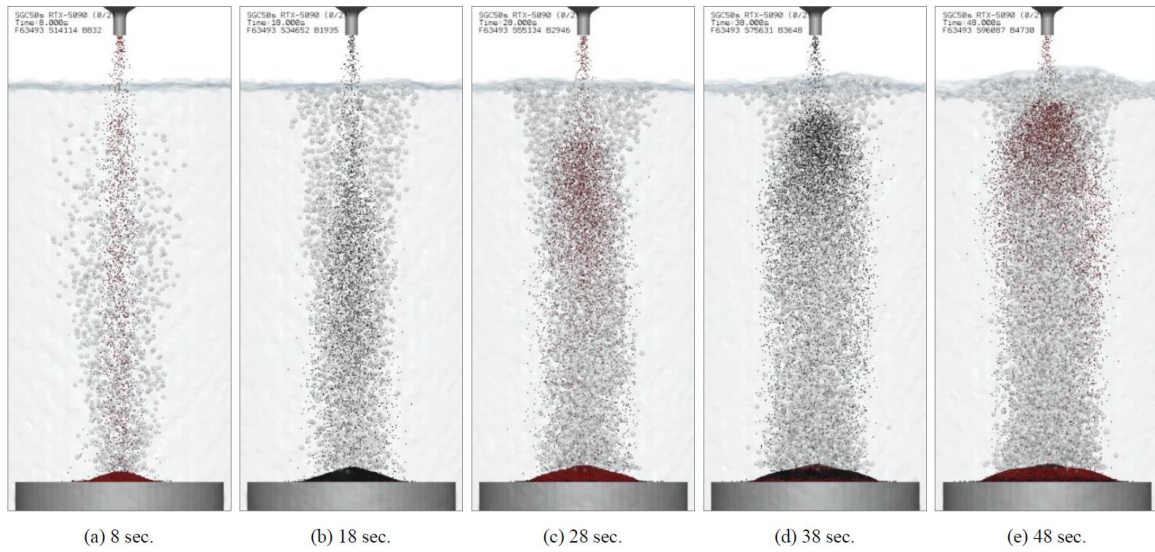 SGC50s RTX-5090 (0/2
Time:8.000s
F63493 S14114 B832
SGC50s RTX-5090 (0/2
Time:18.000s
F63493 S34652 B1935
SGC50s RTX-5090 (0/2
Time:28.000s
F63493 S55134 B2946
SGC50s RTX-5090 (0/2
Time:38.000s
F63493 S75631 B3648
SGC50s RTX-5090 (0/2
Time:48.000s
F63493 S96087 B4730
(a) 8 sec.
(b) 18 sec.
(c) 28 sec.
(d) 38 sec.
(e) 48 sec.